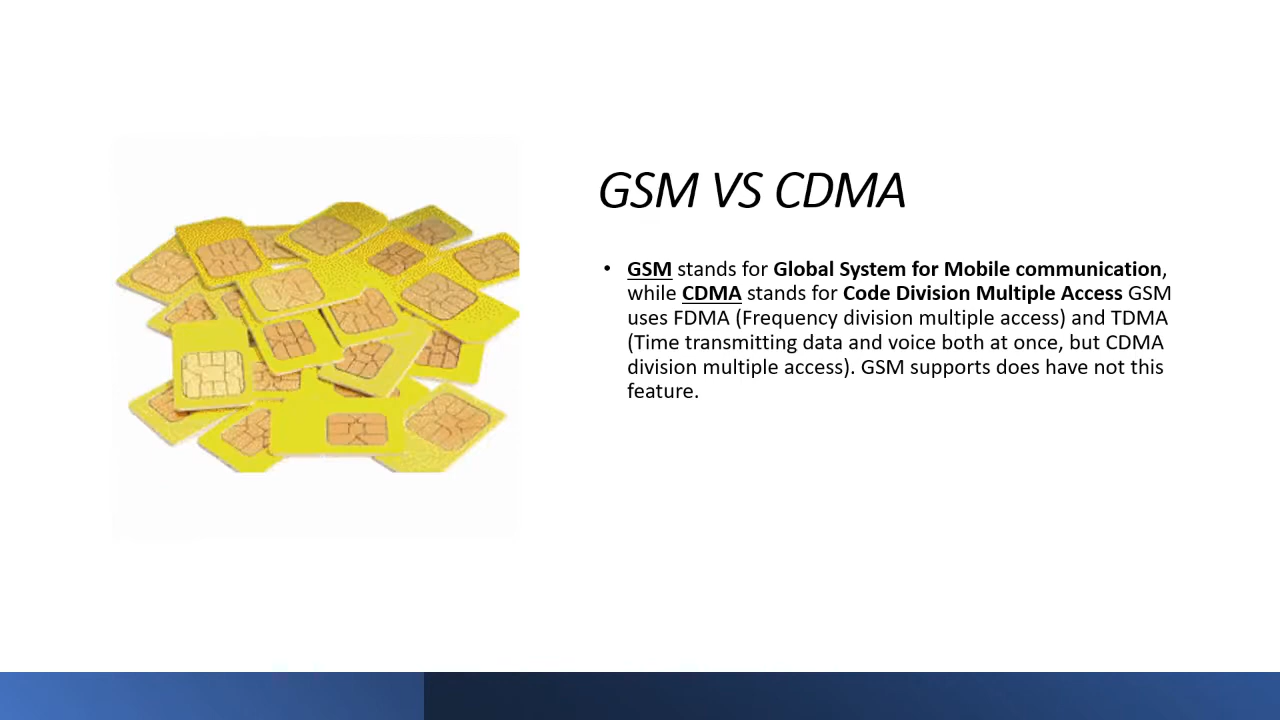 GSM VS CDMA
• GSM stands for Global System for Mobile communication,
while CDMA stands for Code Division Multiple Access GSM
uses FDMA (Frequency division multiple access) and TDMA
(Time transmitting data and voice both at once, but CDMA
division multiple access). GSM supports does have not this
feature.